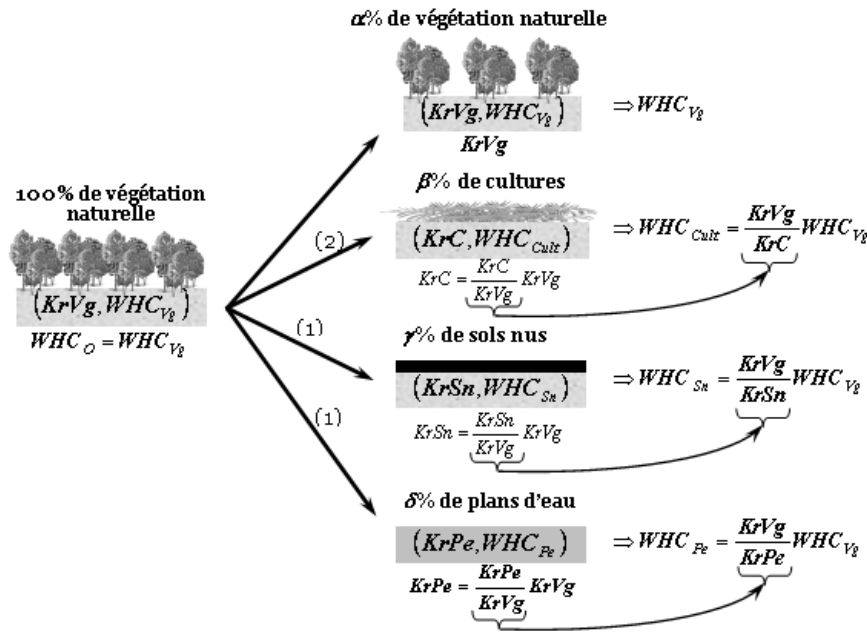 α% de végétation naturelle
(KrVg,WHC_Vg)
⇒WHC_Vg
KrVg
100% de végétation
naturelle
(KrVg,WHC_Vg)
WHC_O = WHC_Vg
(2)
(1)
(1)
β% de cultures
(KrC,WHC_Cult)
⇒WHC_Cult = KrVg/KrC WHC_Vg
KrC = KrC/KrVg KrVg
γ% de sols nus
(KrSn,WHC_Sn)
⇒WHC_Sn = KrVg/KrSn WHC_Vg
KrSn = KrSn/KrVg KrVg
δ% de plans d'eau
(KrPe,WHC_Pe)
⇒WHC_Pe = KrVg/KrPe WHC_Vg
KrPe = KrPe/KrVg KrVg